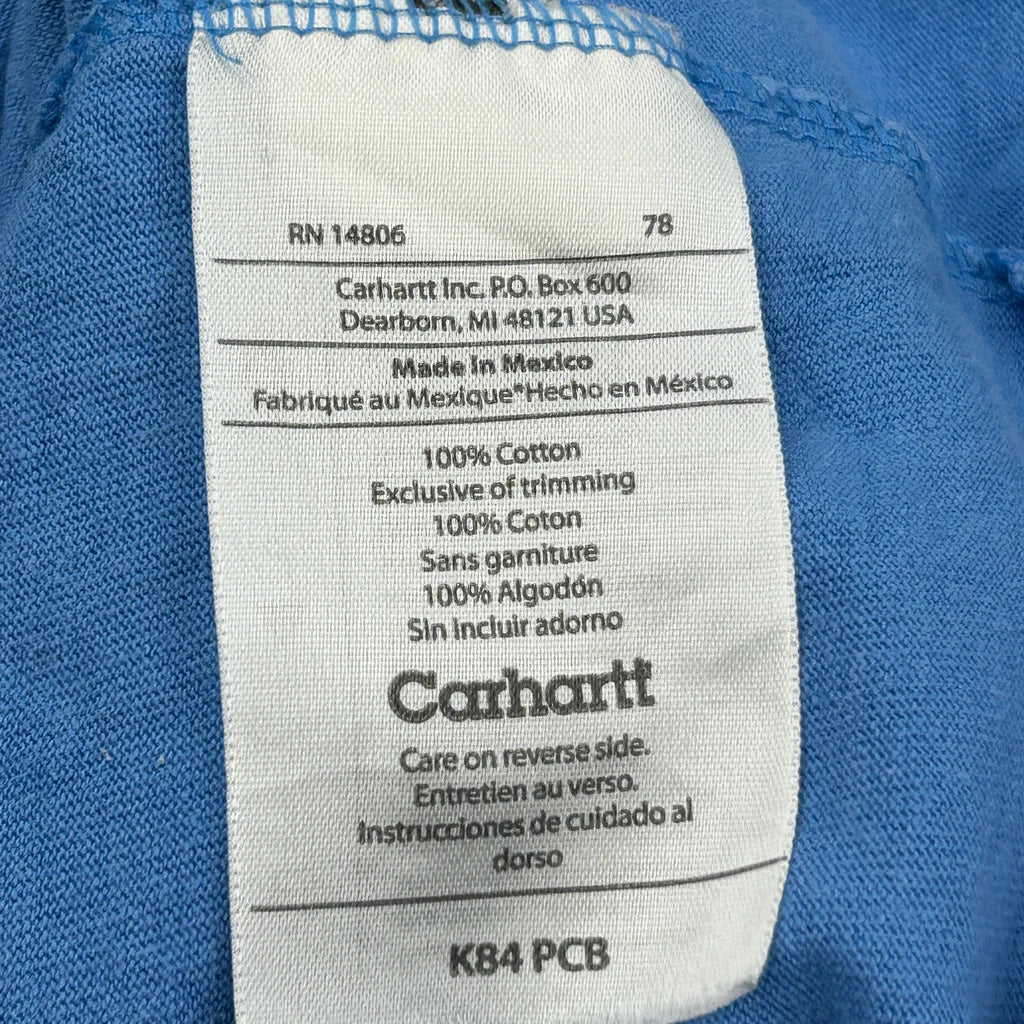 RN 14806 78
Carhartt Inc. P.O. Box 600
Dearborn, MI 48121 USA
Made in Mexico
Fabriqué au Mexique*Hecho en México
100% Cotton
Exclusive of trimming
100% Coton
Sans garniture
100% Algodón
Sin incluir adorno
Carhartt
Care on reverse side.
Entretien au verso.
Instrucciones de cuidado al
dorso
K84 PCB